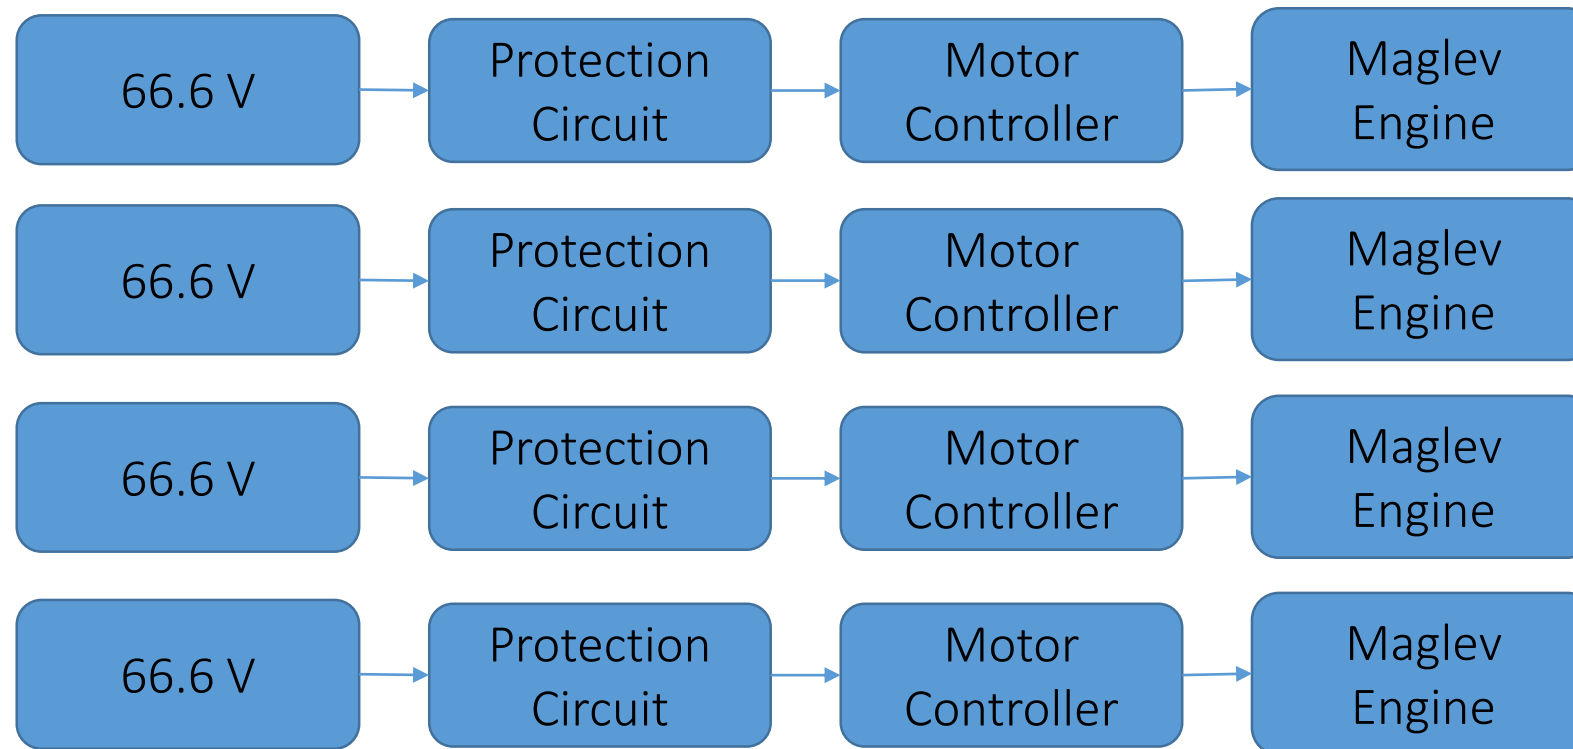 66.6 V
Protection
Circuit
Motor
Controller
Maglev
Engine
66.6 V
Protection
Circuit
Motor
Controller
Maglev
Engine
66.6 V
Protection
Circuit
Motor
Controller
Maglev
Engine
66.6 V
Protection
Circuit
Motor
Controller
Maglev
Engine